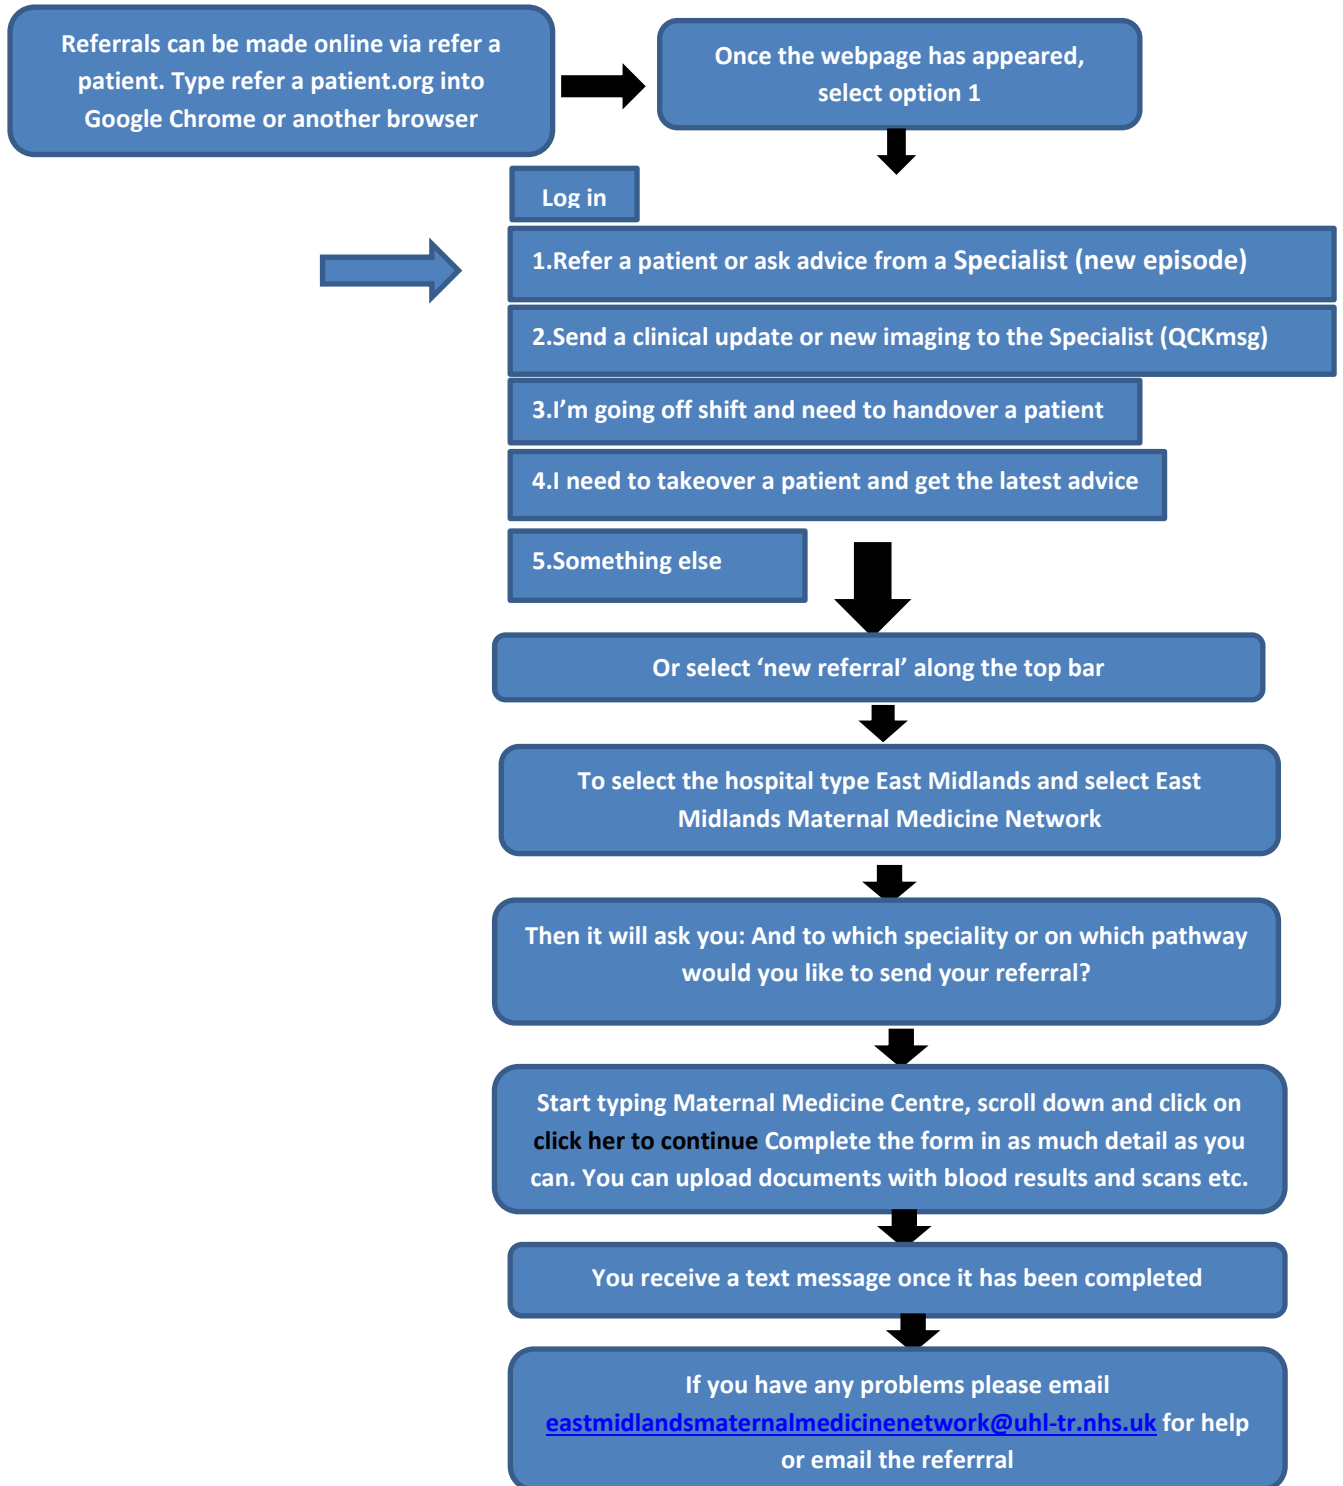 Referrals can be made online via refer a
patient. Type refer a patient.org into
Google Chrome or another browser
Once the webpage has appeared,
select option 1
Log in
1.Refer a patient or ask advice from a Specialist (new episode)
2.Send a clinical update or new imaging to the Specialist (QCKmsg)
3.I’m going off shift and need to handover a patient
4.I need to takeover a patient and get the latest advice
5.Something else
Or select ‘new referral’ along the top bar
To select the hospital type East Midlands and select East
Midlands Maternal Medicine Network
Then it will ask you: And to which speciality or on which pathway
would you like to send your referral?
Start typing Maternal Medicine Centre, scroll down and click on
click her to continue Complete the form in as much detail as you
can. You can upload documents with blood results and scans etc.
You receive a text message once it has been completed
If you have any problems please email
eastmidlandsmaternalmedicinenetwork@uhl-tr.nhs.uk for help
or email the referrral